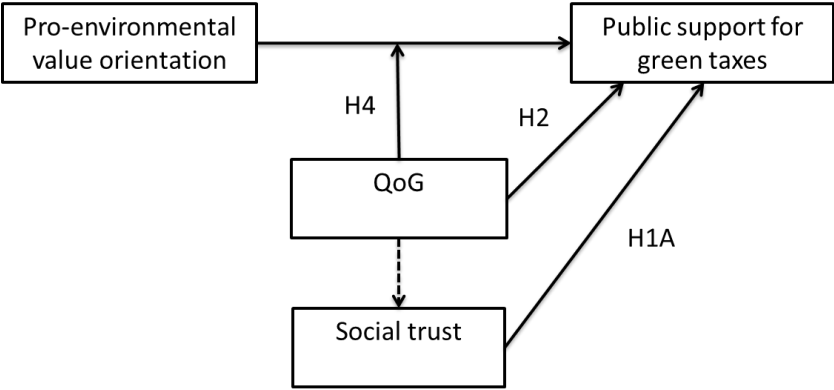 Pro-environmental
value orientation
Public support for
green taxes
H4
H2
QoG
H1A
Social trust